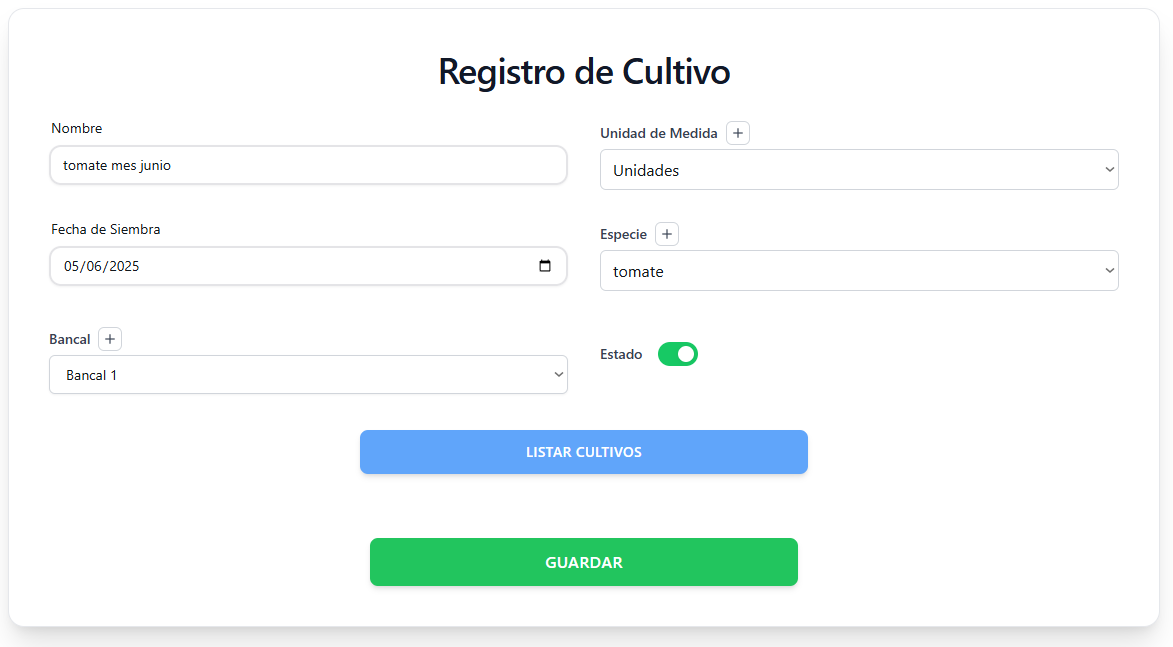 Registro de Cultivo
Nombre
tomate mes junio
Unidad de Medida +
Unidades
Fecha de Siembra
05/06/2025
Especie +
tomate
Bancal +
Bancal 1
Estado
LISTAR CULTIVOS
GUARDAR